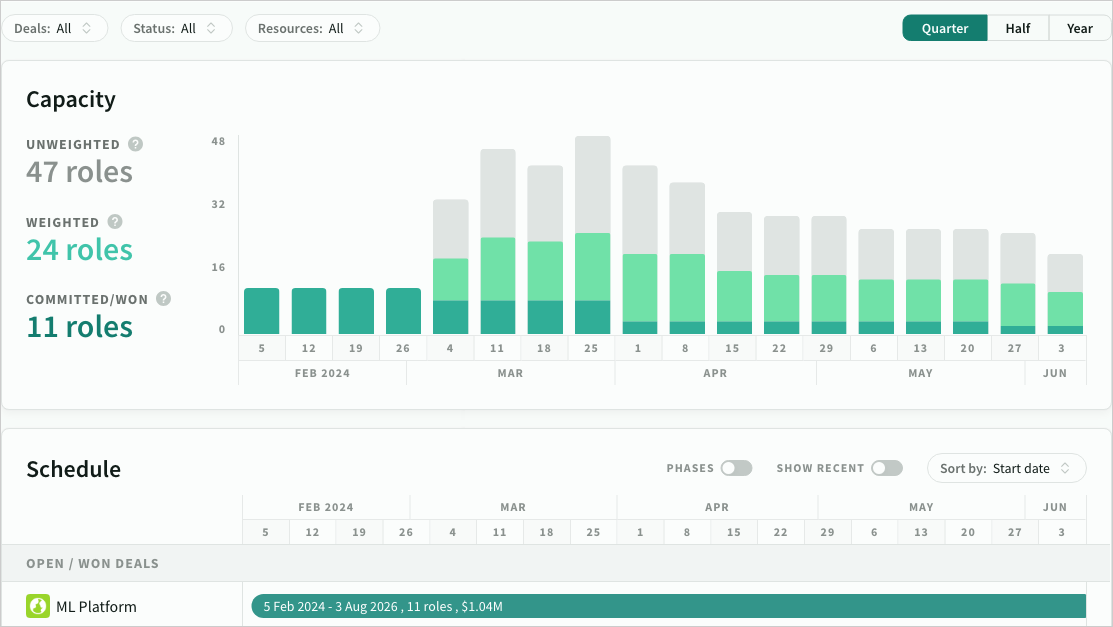 Deals: All Status: All Resources: All Quarter Half Year
Capacity
UNWEIGHTED ?
47 roles
WEIGHTED ?
24 roles
COMMITTED/WON ?
11 roles
48
32
16
0
5 12 19 26 4 11 18 25 1 8 15 22 29 6 13 20 27 3
FEB 2024 MAR APR MAY JUN
Schedule PHASES SHOW RECENT Sort by: Start date
FEB 2024 MAR APR MAY JUN
5 12 19 26 4 11 18 25 1 8 15 22 29 6 13 20 27 3
OPEN / WON DEALS
ML Platform 5 Feb 2024 - 3 Aug 2026 , 11 roles , $1.04M